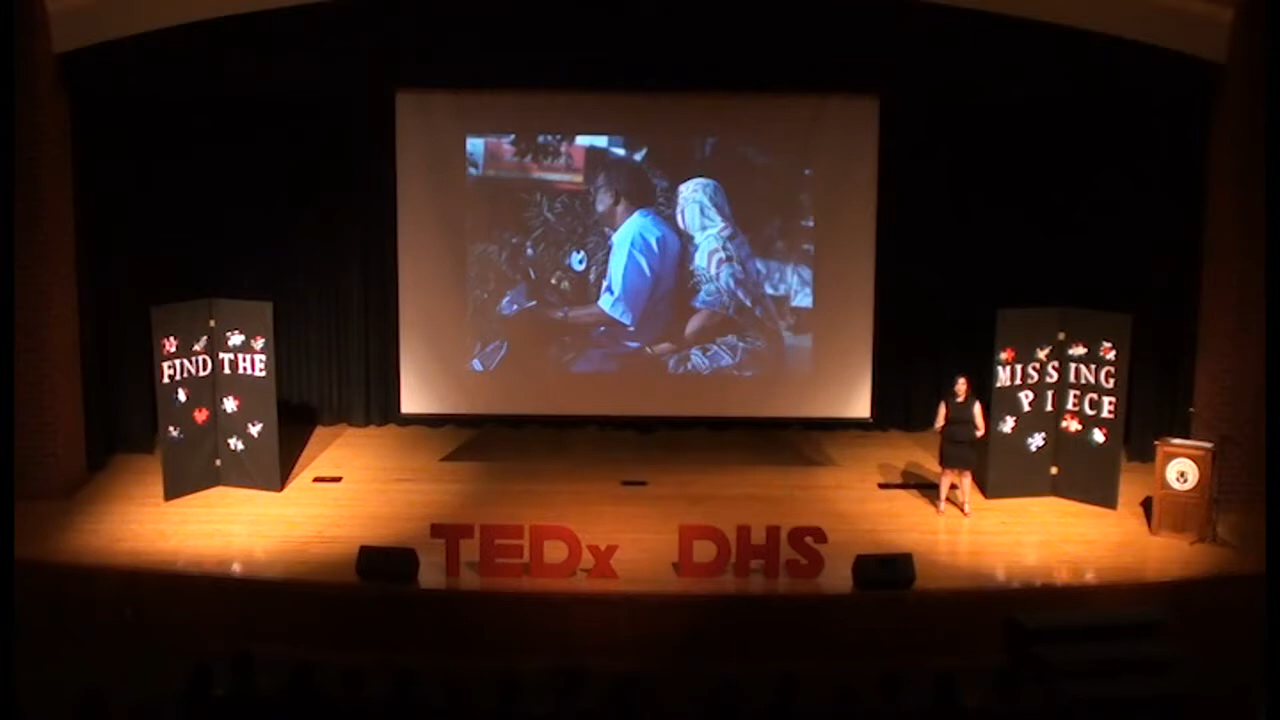 FIND THE
MISSING
PIECE
TEDx DHS